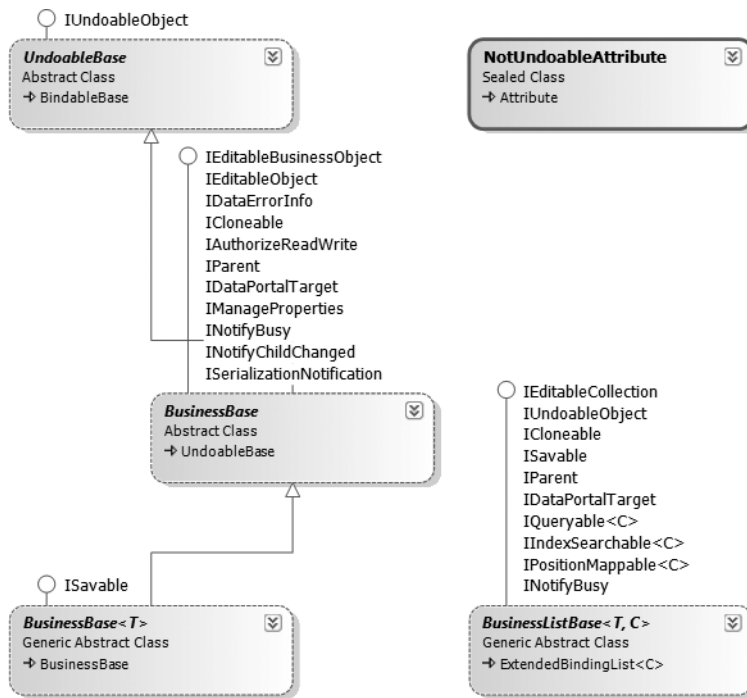 IUndoableObject
UndoableBase
Abstract Class
BindableBase
NotUndoableAttribute
Sealed Class
Attribute
IEditableBusinessObject
IEditableObject
IDataErrorInfo
ICloneable
IAuthorizeReadWrite
IParent
IDataPortalTarget
IManageProperties
INotifyBusy
INotifyChildChanged
ISerializationNotification
BusinessBase
Abstract Class
UndoableBase
IEditableCollection
IUndoableObject
ICloneable
ISavable
IParent
IDataPortalTarget
IQueryable<C>
IIndexSearchable<C>
IPositionMappable<C>
INotifyBusy
ISavable
BusinessBase<T>
Generic Abstract Class
BusinessBase
BusinessListBase<T, C>
Generic Abstract Class
ExtendedBindingList<C>